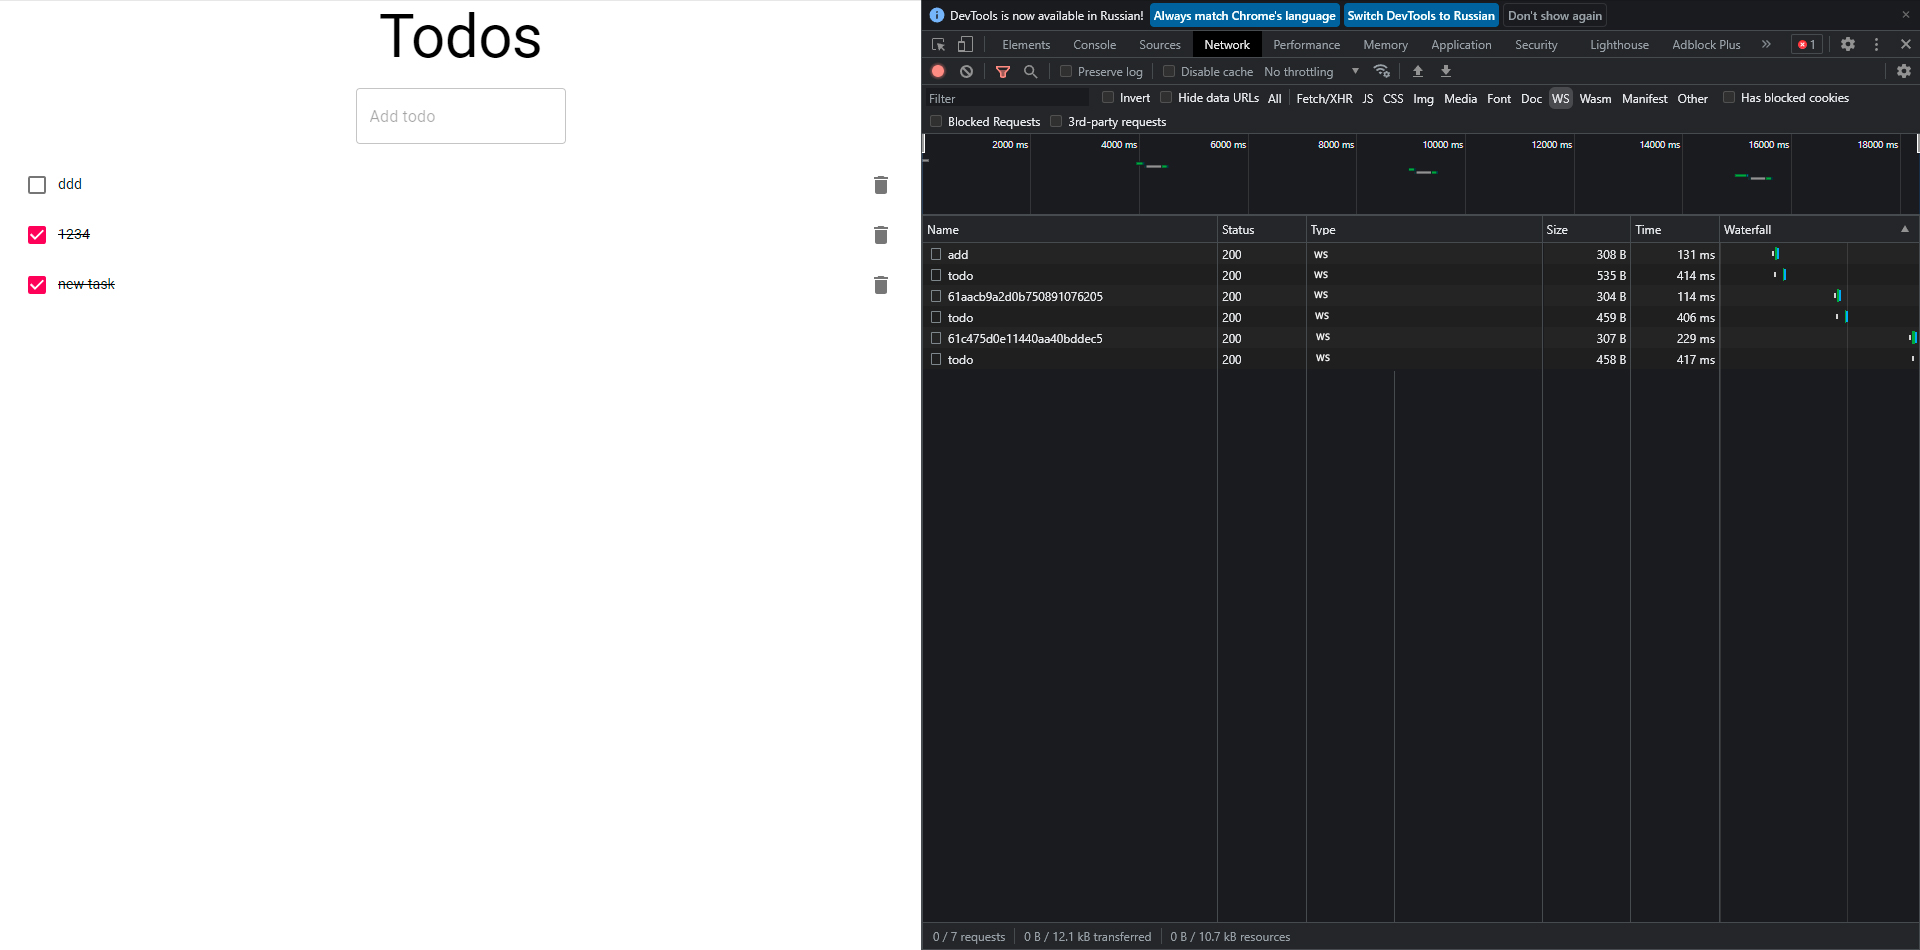 Todos
Add todo
ddd
1234
new task
DevTools is now available in Russian! Always match Chrome's language Switch DevTools to Russian Don't show again
Elements Console Sources Network Performance Memory Application Security Lighthouse Adblock Plus 1
Preserve log Disable cache No throttling
Filter Invert Hide data URLs All Fetch/XHR JS CSS Img Media Font Doc WS Wasm Manifest Other Has blocked cookies
Blocked Requests 3rd-party requests
2000 ms 4000 ms 6000 ms 8000 ms 10000 ms 12000 ms 14000 ms 16000 ms 18000 ms
Name Status Type Size Time Waterfall
add 200 ws 308 B 131 ms
todo 200 ws 535 B 414 ms
61aacb9a2d0b750891076205 200 ws 304 B 114 ms
todo 200 ws 459 B 406 ms
61c475d0e11440aa40bddec5 200 ws 307 B 229 ms
todo 200 ws 458 B 417 ms
0 / 7 requests 0 B / 12.1 kB transferred 0 B / 10.7 kB resources